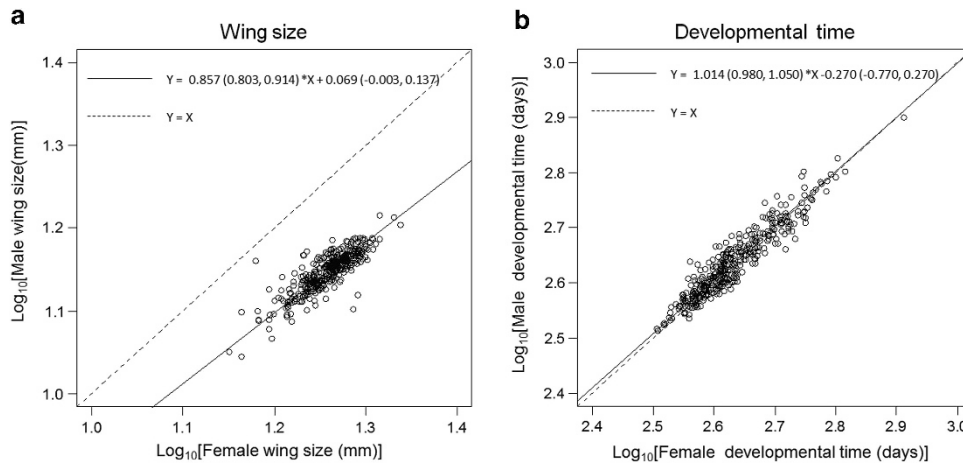 a
Wing size
Y = 0.857 (0.803, 0.914) *X + 0.069 (-0.003, 0.137)
Y = X
Log10[Male wing size(mm)]
1.4
1.3
1.2
1.1
1.0
1.0 1.1 1.2 1.3 1.4
Log10[Female wing size (mm)]
b
Developmental time
Y = 1.014 (0.980, 1.050) *X -0.270 (-0.770, 0.270)
Y = X
Log10[Male developmental time (days)]
3.0
2.9
2.8
2.7
2.6
2.5
2.4
2.4 2.5 2.6 2.7 2.8 2.9 3.0
Log10[Female developmental time (days)]